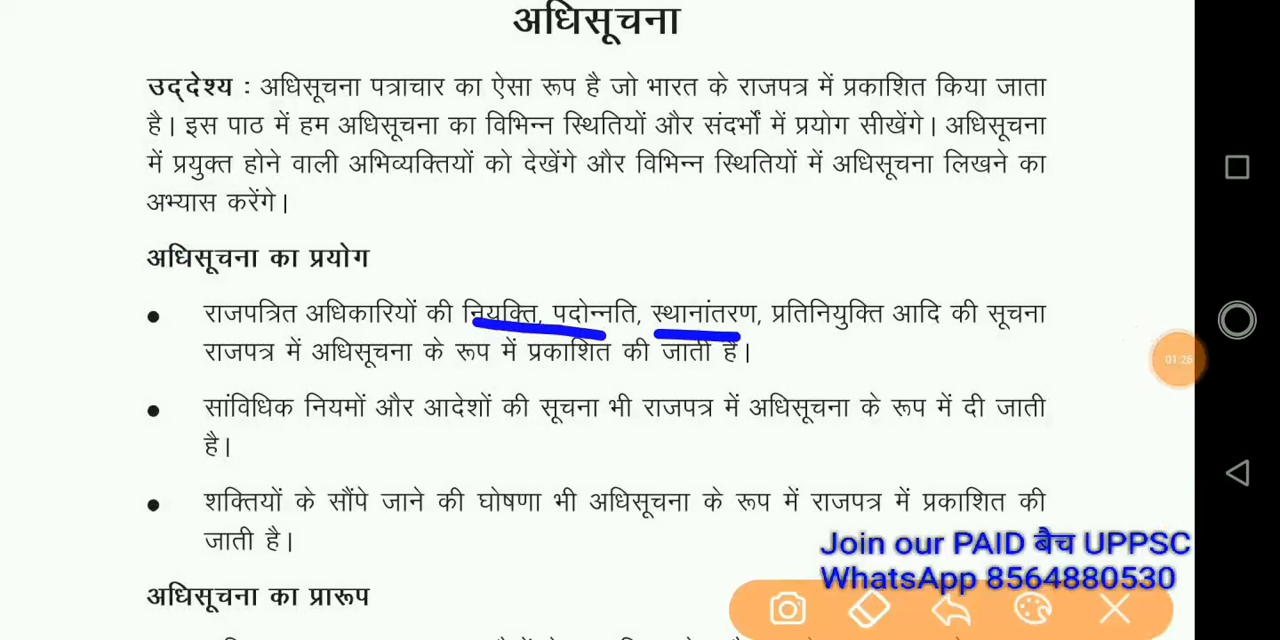 अधिसूचना
उद्देश्य : अधिसूचना पत्राचार का ऐसा रूप है जो भारत के राजपत्र में प्रकाशित किया जाता
है। इस पाठ में हम अधिसूचना का विभिन्न स्थितियों और संदर्भों में प्रयोग सीखेंगे। अधिसूचना
में प्रयुक्त होने वाली अभिव्यक्तियों को देखेंगे और विभिन्न स्थितियों में अधिसूचना लिखने का
अभ्यास करेंगे।
अधिसूचना का प्रयोग
● राजपत्रित अधिकारियों की नियुक्ति, पदोन्नति, स्थानांतरण, प्रतिनियुक्ति आदि की सूचना
राजपत्र में अधिसूचना के रूप में प्रकाशित की जाती है।
01:26
● सांविधिक नियमों और आदेशों की सूचना भी राजपत्र में अधिसूचना के रूप में दी जाती
है।
● शक्तियों के सौंपे जाने की घोषणा भी अधिसूचना के रूप में राजपत्र में प्रकाशित की
जाती है।
Join our PAID बैच UPPSC
WhatsApp 8564880530
अधिसूचना का प्रारूप